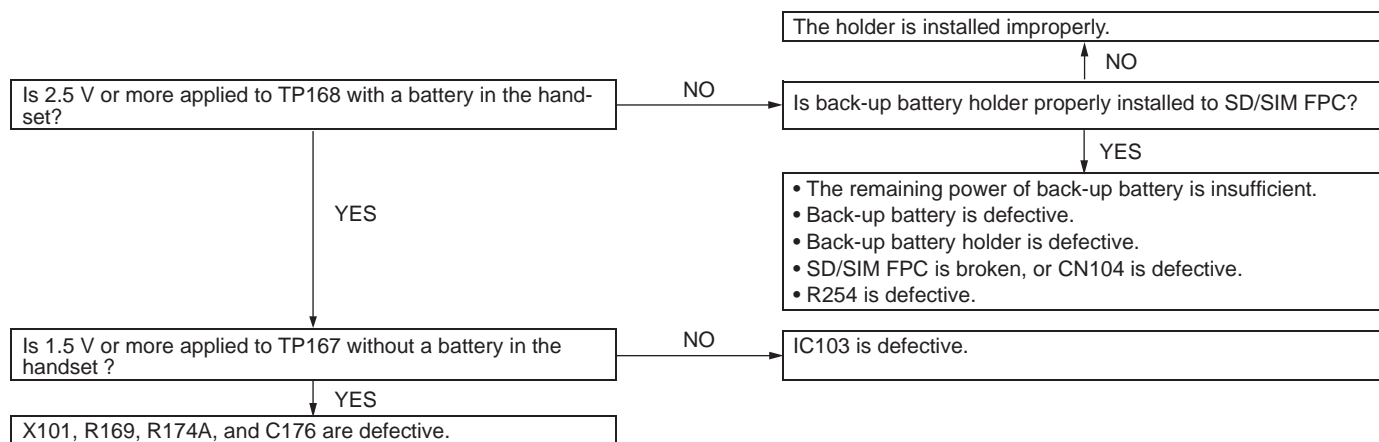 The holder is installed improperly.
NO
Is 2.5 V or more applied to TP168 with a battery in the hand-
set?
NO
Is back-up battery holder properly installed to SD/SIM FPC?
YES
• The remaining power of back-up battery is insufficient.
• Back-up battery is defective.
• Back-up battery holder is defective.
• SD/SIM FPC is broken, or CN104 is defective.
• R254 is defective.
YES
Is 1.5 V or more applied to TP167 without a battery in the
handset ?
NO
IC103 is defective.
YES
X101, R169, R174A, and C176 are defective.